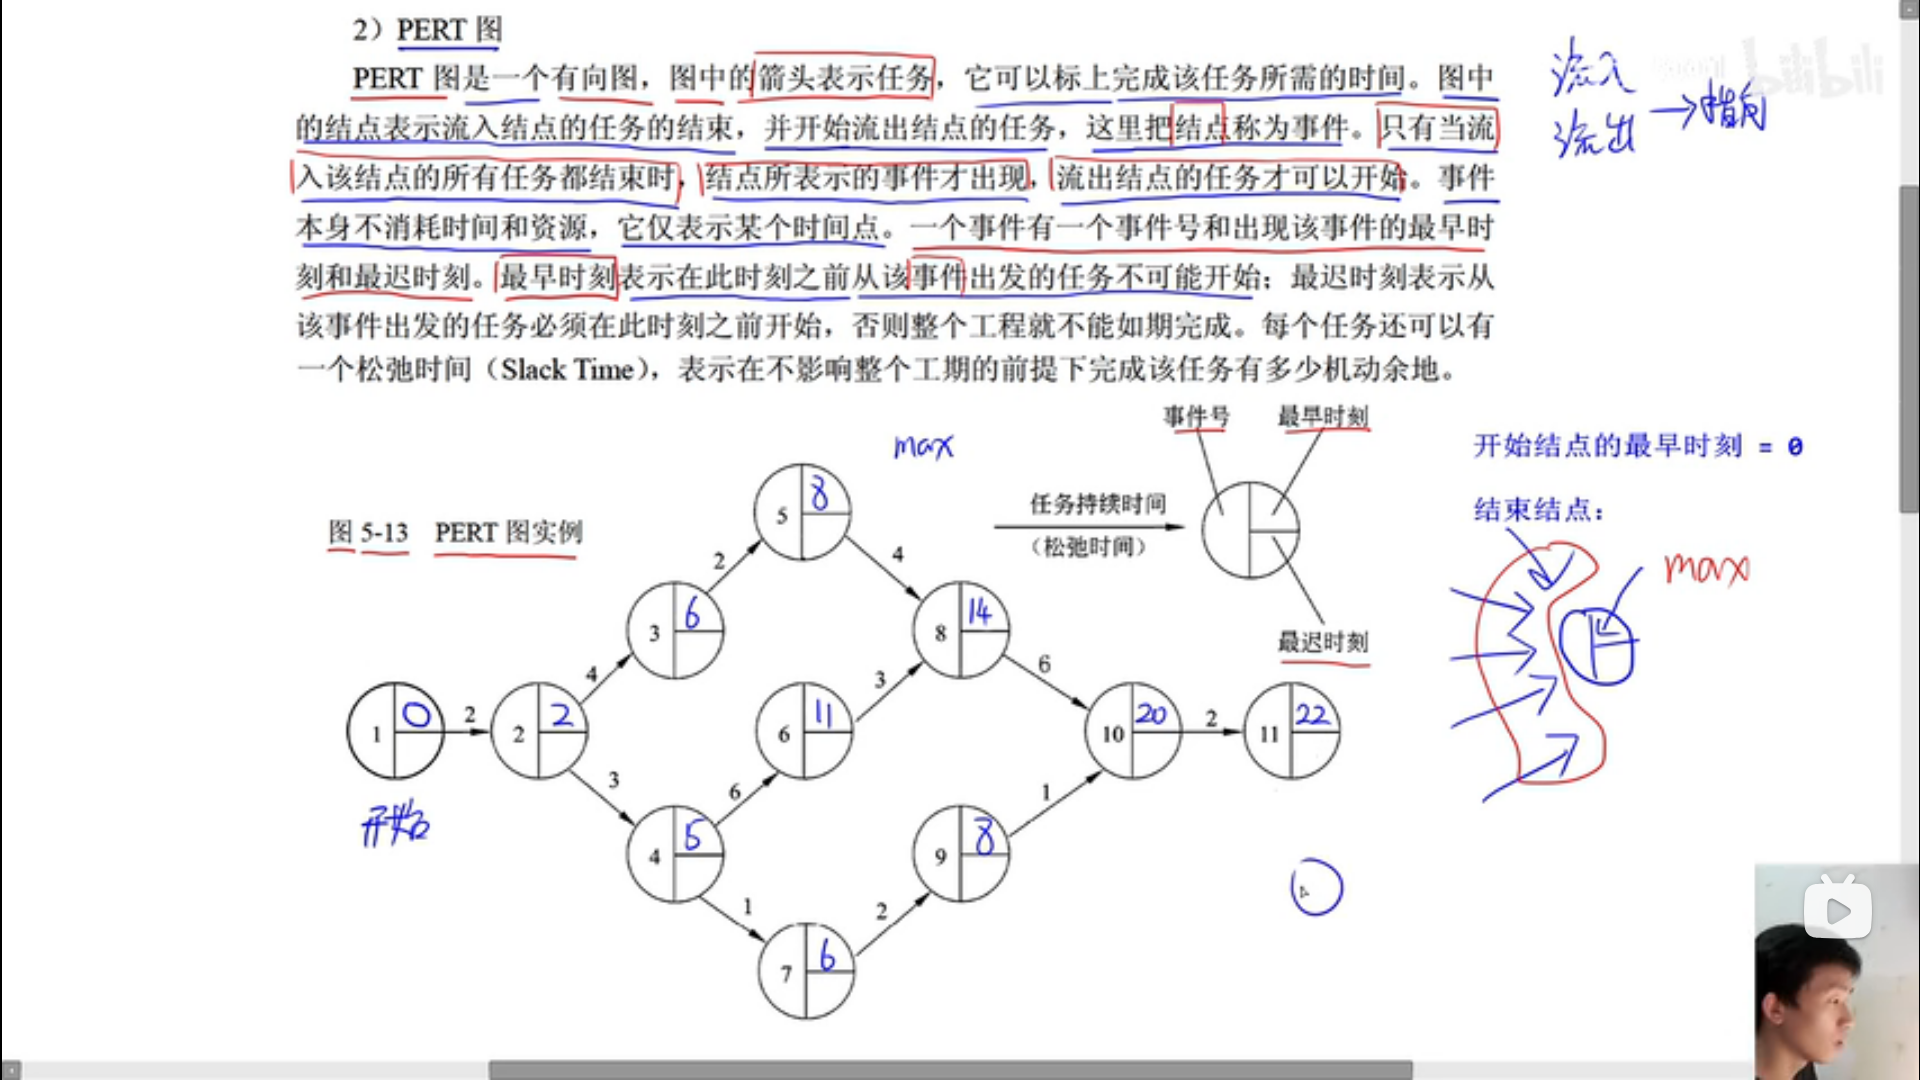 2）PERT 图
PERT 图是一个有向图，图中的箭头表示任务，它可以标上完成该任务所需的时间。图中
的结点表示流入结点的任务的结束，并开始流出结点的任务，这里把结点称为事件。只有当流
入该结点的所有任务都结束时，结点所表示的事件才出现，流出结点的任务才可以开始。事件
本身不消耗时间和资源，它仅表示某个时间点。一个事件有一个事件号和出现该事件的最早时
刻和最迟时刻。最早时刻表示在此时刻之前从该事件出发的任务不可能开始；最迟时刻表示从
该事件出发的任务必须在此时刻之前开始，否则整个工程就不能如期完成。每个任务还可以有
一个松弛时间（Slack Time），表示在不影响整个工期的前提下完成该任务有多少机动余地。
bilibili
流入
流出 → 指向
事件号 最早时刻
max
任务持续时间
（松弛时间）
最迟时刻
开始结点的最早时刻 = 0
结束结点：
max
图 5-13 PERT 图实例
5 8
2 4
3 6
8 14
4 3 6
1 0
2
2 2
6 11
10 20
2
11 22
3 6 1
开始
4 5
9 8
1 2
7 6